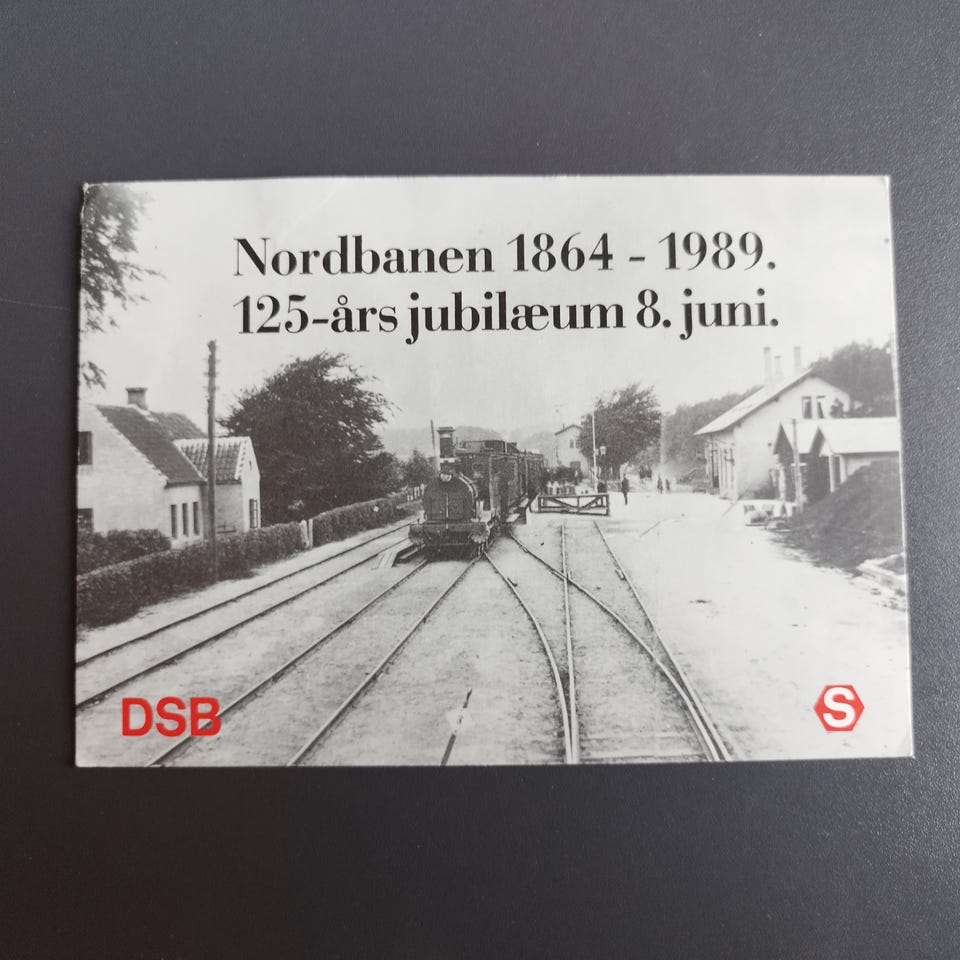 Nordbanen 1864 - 1989.
125-års jubilæum 8. juni.
DSB
S